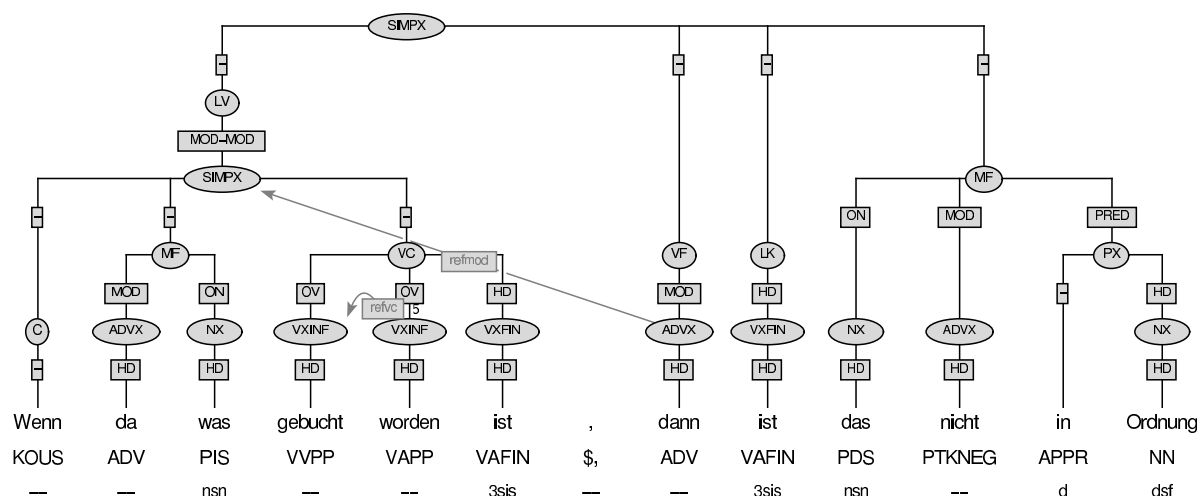 SIMPX
– – – –
LV
MOD–MOD
SIMPX MF
– – – ON MOD PRED
MF VC refmod VF LK PX
MOD ON OV OV HD MOD HD – HD
refvc 5
C ADVX NX VXINF VXINF VXFIN ADVX VXFIN NX ADVX NX
– HD HD HD HD HD HD HD HD HD HD
Wenn da was gebucht worden ist , dann ist das nicht in Ordnung
KOUS ADV PIS VVPP VAPP VAFIN $, ADV VAFIN PDS PTKNEG APPR NN
–– –– nsn –– –– 3sis –– –– 3sis nsn –– d dsf